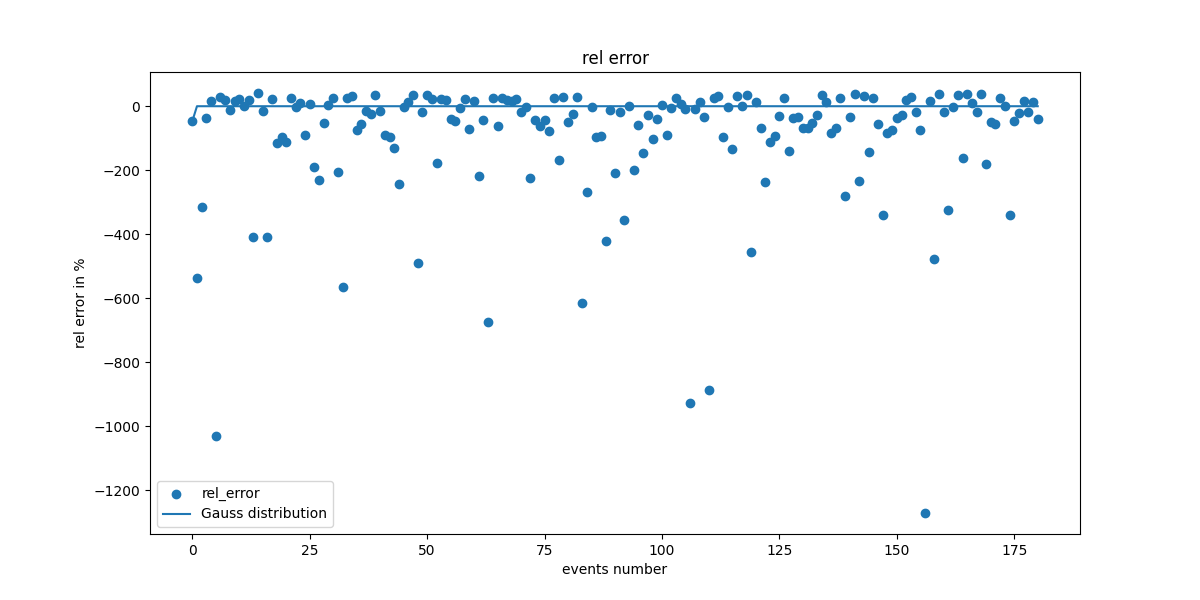 rel error
rel error in %
0
−200
−400
−600
−800
−1000
−1200
rel_error
Gauss distribution
0 25 50 75 100 125 150 175
events number